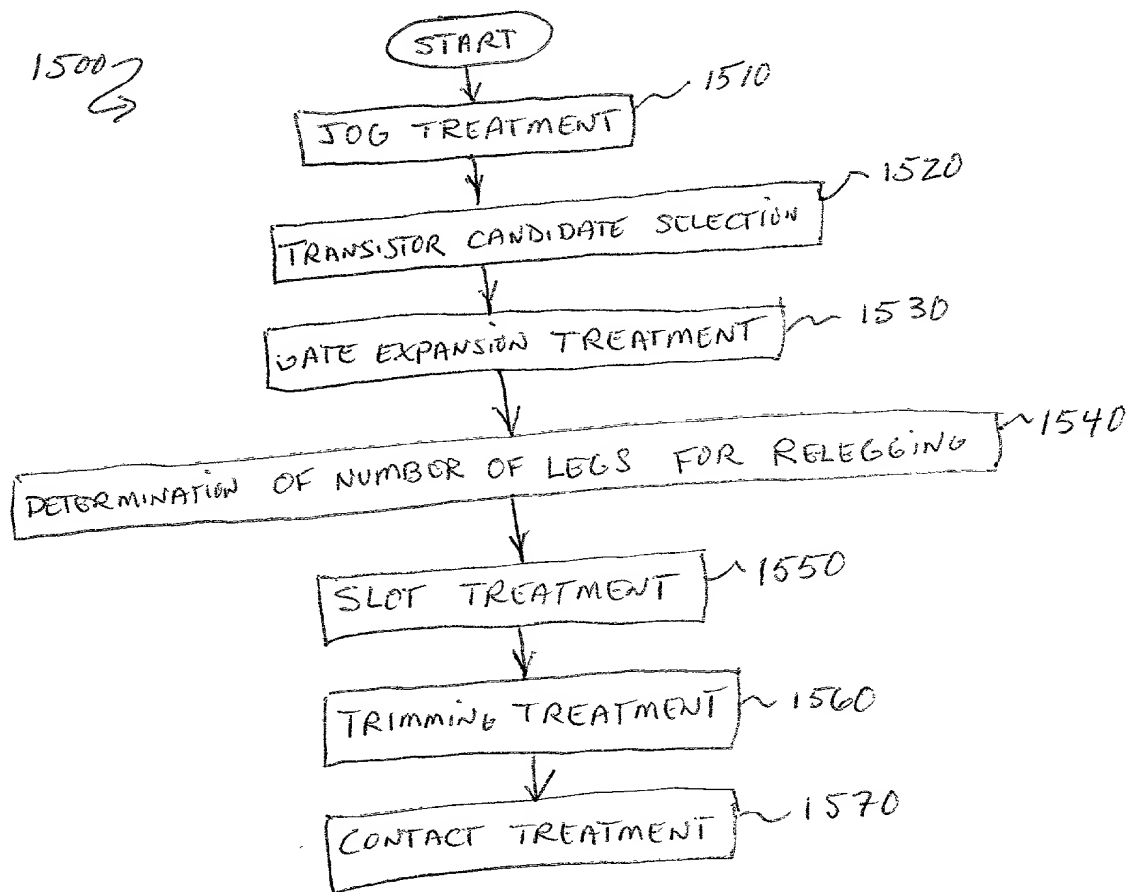 START
1500
1510
JOG TREATMENT
1520
TRANSISTOR CANDIDATE SELECTION
1530
GATE EXPANSION TREATMENT
1540
DETERMINATION OF NUMBER OF LEGS FOR RELEGGING
1550
SLOT TREATMENT
1560
TRIMMING TREATMENT
1570
CONTACT TREATMENT